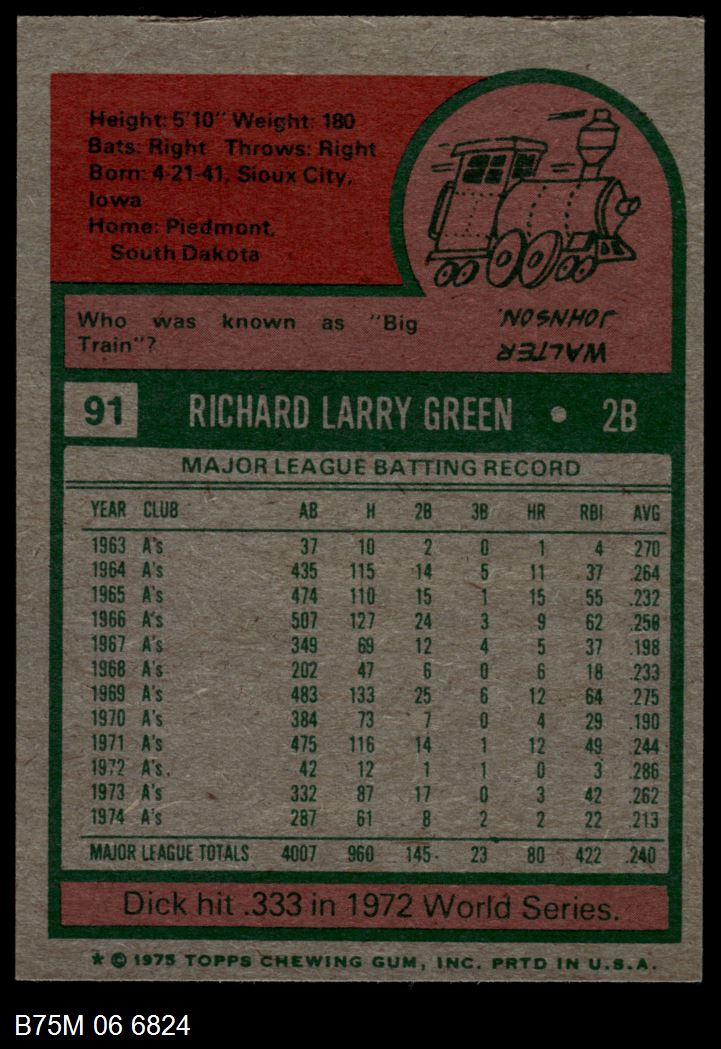 Height: 5'10" Weight: 180
Bats: Right Throws: Right
Born: 4-21-41, Sioux City,
Iowa
Home: Piedmont,
South Dakota
Who was known as "Big
Train"?
WALTER
JOHNSON.
91 RICHARD LARRY GREEN • 2B
MAJOR LEAGUE BATTING RECORD
YEAR CLUB AB H 2B 3B HR RBI AVG
1963 A's 37 10 2 0 1 4 .270
1964 A's 435 115 14 5 11 37 .264
1965 A's 474 110 15 1 15 55 .232
1966 A's 507 127 24 3 9 62 .250
1967 A's 349 69 12 4 5 37 .198
1968 A's 202 47 6 0 6 18 .233
1969 A's 483 133 25 6 12 64 .275
1970 A's 384 73 7 0 4 29 .190
1971 A's 475 116 14 1 12 49 .244
1972 A's. 42 12 1 1 0 3 .286
1973 A's 332 87 17 0 3 42 .262
1974 A's 287 61 8 2 2 22 .213
MAJOR LEAGUE TOTALS 4007 960 145 23 80 422 .240
Dick hit .333 in 1972 World Series.
* © 1975 TOPPS CHEWING GUM, INC. PRTD IN U.S.A.
B75M 06 6824